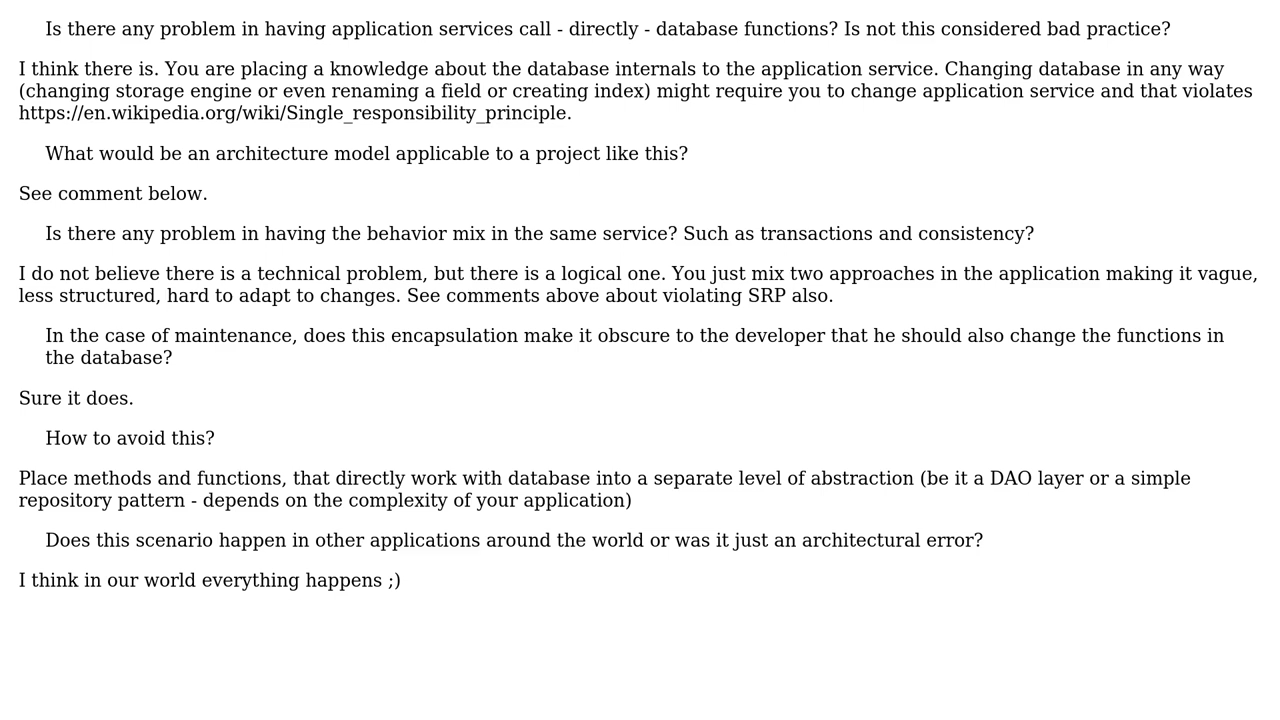 Is there any problem in having application services call - directly - database functions? Is not this considered bad practice?
I think there is. You are placing a knowledge about the database internals to the application service. Changing database in any way
(changing storage engine or even renaming a field or creating index) might require you to change application service and that violates
https://en.wikipedia.org/wiki/Single_responsibility_principle.
What would be an architecture model applicable to a project like this?
See comment below.
Is there any problem in having the behavior mix in the same service? Such as transactions and consistency?
I do not believe there is a technical problem, but there is a logical one. You just mix two approaches in the application making it vague,
less structured, hard to adapt to changes. See comments above about violating SRP also.
In the case of maintenance, does this encapsulation make it obscure to the developer that he should also change the functions in
the database?
Sure it does.
How to avoid this?
Place methods and functions, that directly work with database into a separate level of abstraction (be it a DAO layer or a simple
repository pattern - depends on the complexity of your application)
Does this scenario happen in other applications around the world or was it just an architectural error?
I think in our world everything happens ;)